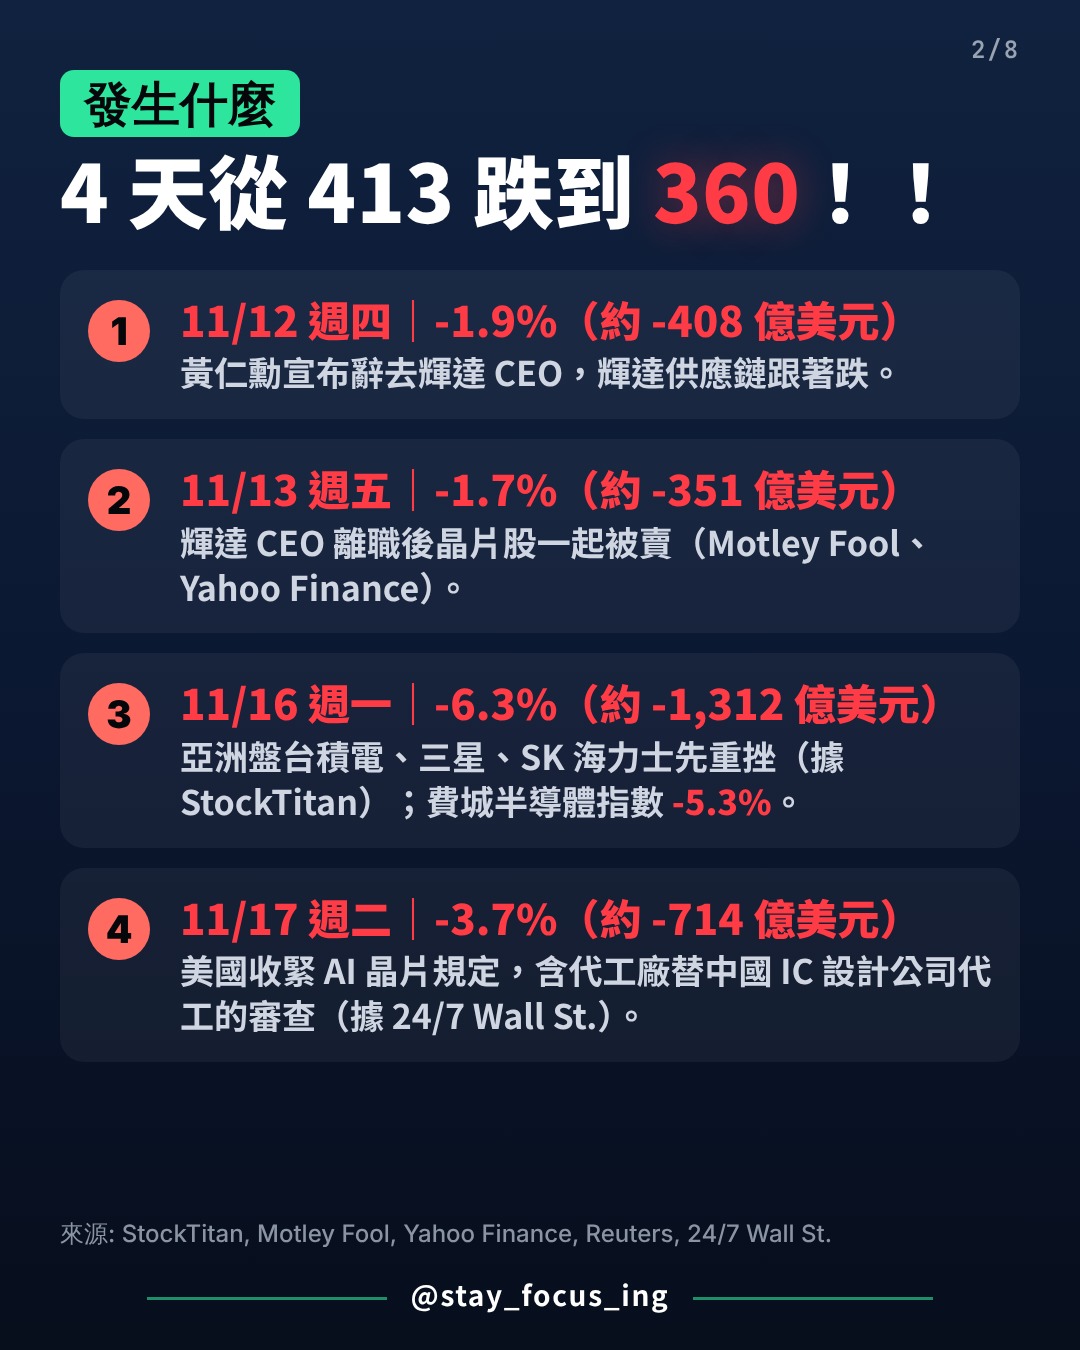 2/8
發生什麼
4 天從 413 跌到 360！！
1
11/12 週四｜-1.9%（約 -408 億美元）
黃仁勳宣布辭去輝達 CEO，輝達供應鏈跟著跌。
2
11/13 週五｜-1.7%（約 -351 億美元）
輝達 CEO 離職後晶片股一起被賣（Motley Fool、
Yahoo Finance）。
3
11/16 週一｜-6.3%（約 -1,312 億美元）
亞洲盤台積電、三星、SK 海力士先重挫（據
StockTitan）；費城半導體指數 -5.3%。
4
11/17 週二｜-3.7%（約 -714 億美元）
美國收緊 AI 晶片規定，含代工廠替中國 IC 設計公司代
工的審查（據 24/7 Wall St.）。
來源: StockTitan, Motley Fool, Yahoo Finance, Reuters, 24/7 Wall St.
@stay_focus_ing